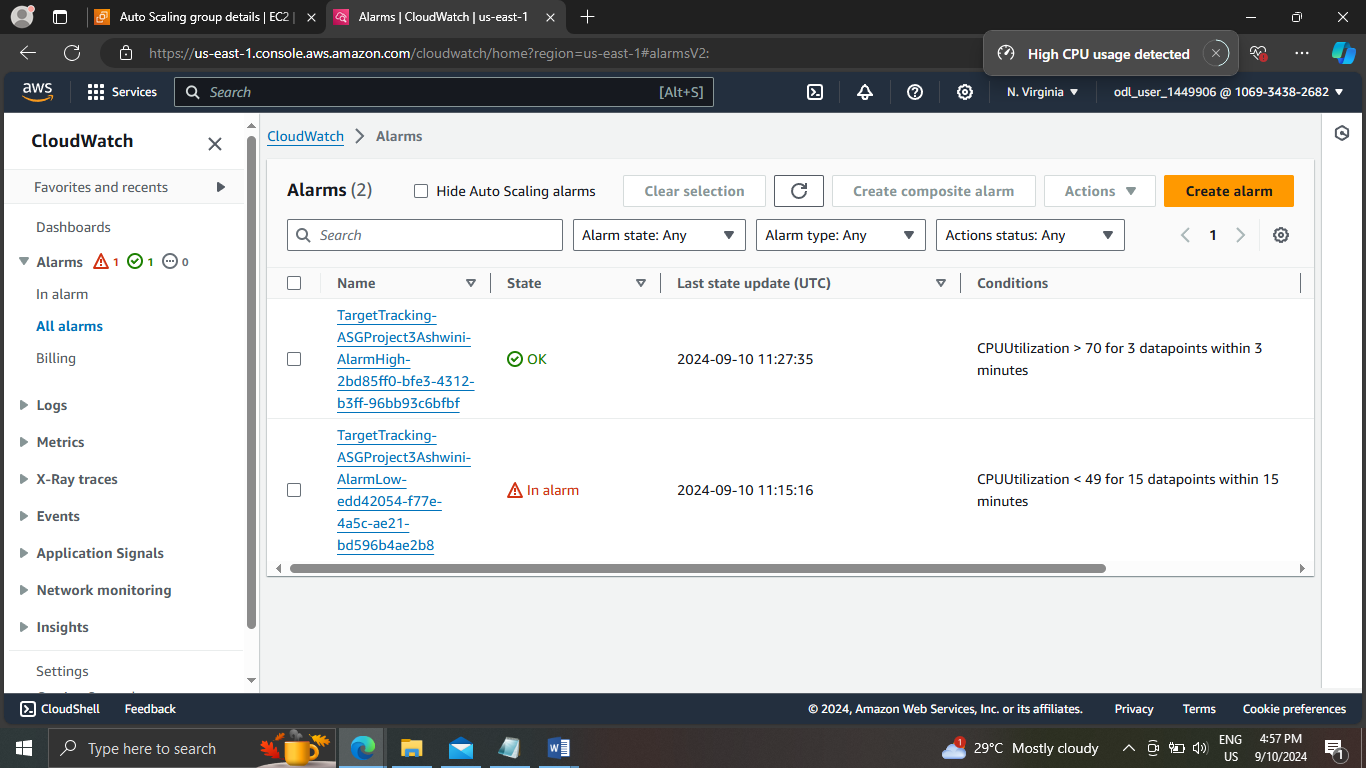 Auto Scaling group details | EC2 |
Alarms | CloudWatch | us-east-1
https://us-east-1.console.aws.amazon.com/cloudwatch/home?region=us-east-1#alarmsV2:
High CPU usage detected
aws
Services
Search
[Alt+S]
N. Virginia
odl_user_1449906 @ 1069-3438-2682
CloudWatch
Favorites and recents
Dashboards
Alarms 1 1 0
In alarm
All alarms
Billing
Logs
Metrics
X-Ray traces
Events
Application Signals
Network monitoring
Insights
Settings
CloudWatch
Alarms
Alarms (2)
Hide Auto Scaling alarms
Clear selection
Create composite alarm
Actions
Create alarm
Search
Alarm state: Any
Alarm type: Any
Actions status: Any
1
Name
State
Last state update (UTC)
Conditions
TargetTracking-
ASGProject3Ashwini-
AlarmHigh-
2bd85ff0-bfe3-4312-
b3ff-96bb93c6bfbf
OK
2024-09-10 11:27:35
CPUUtilization > 70 for 3 datapoints within 3
minutes
TargetTracking-
ASGProject3Ashwini-
AlarmLow-
edd42054-f77e-
4a5c-ae21-
bd596b4ae2b8
In alarm
2024-09-10 11:15:16
CPUUtilization < 49 for 15 datapoints within 15
minutes
CloudShell
Feedback
© 2024, Amazon Web Services, Inc. or its affiliates.
Privacy
Terms
Cookie preferences
Type here to search
1
29°C Mostly cloudy
ENG
US
4:57 PM
9/10/2024
1